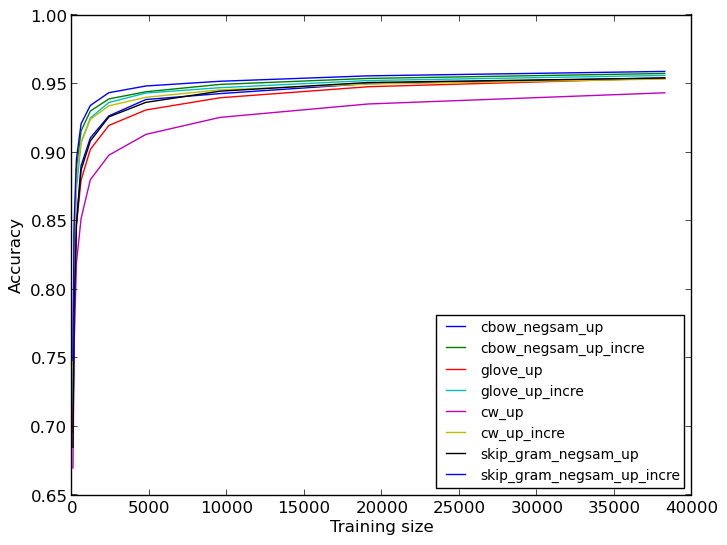 1.00
0.95
0.90
0.85
0.80
0.75
0.70
0.65
Accuracy
0 5000 10000 15000 20000 25000 30000 35000 40000
Training size
cbow_negsam_up
cbow_negsam_up_incre
glove_up
glove_up_incre
cw_up
cw_up_incre
skip_gram_negsam_up
skip_gram_negsam_up_incre